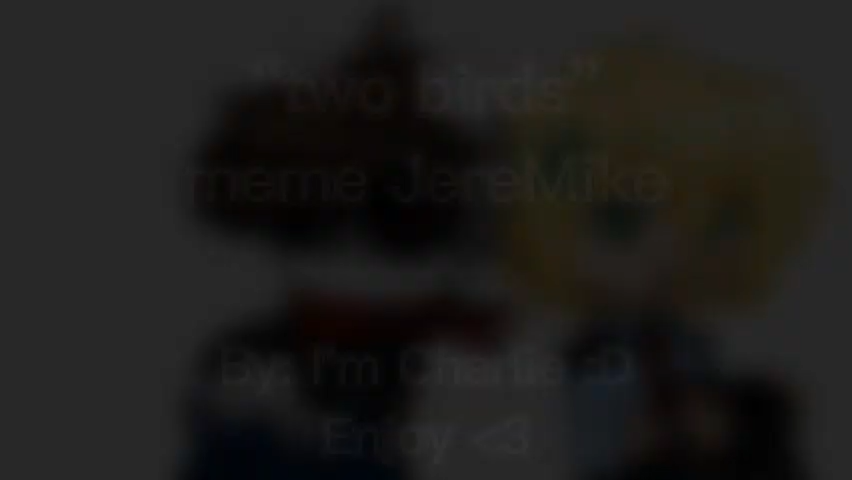 “two birds”
meme JereMike
By: I'm Charlie :D
Enjoy <3